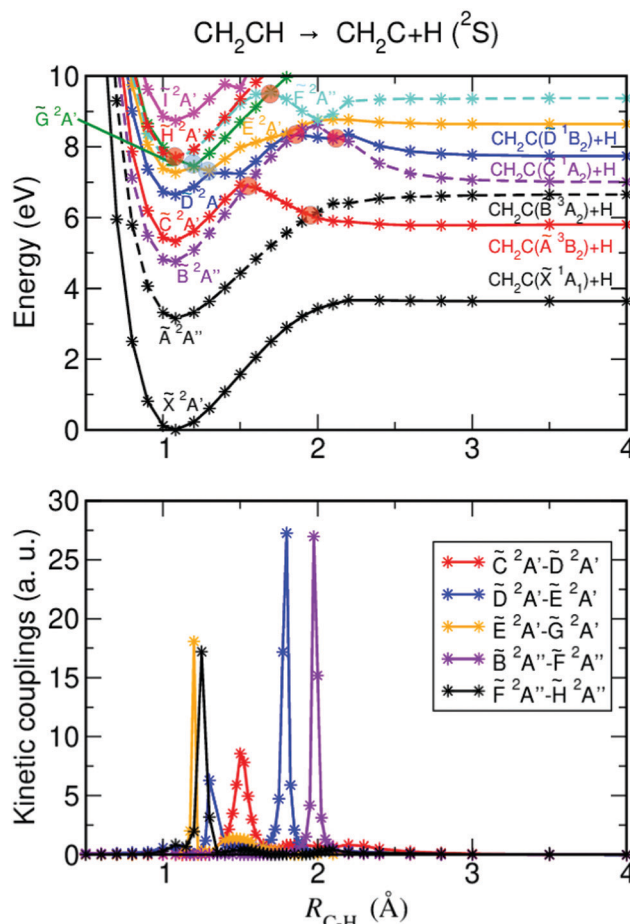 CH₂CH → CH₂C+H (²S)
10
8
6
4
2
0
Energy (eV)
1
2
3
4
Ĩ ²A’
F̃ ²A’’
G̃ ²A’
H̃ ²A’
Ẽ ²A’
D̃ ²A’
C̃ ²A’
B̃ ²A’’
Ã ²A’’
X̃ ²A’
CH₂C(D̃ ¹B₂)+H
CH₂C(C̃ ¹A₂)+H
CH₂C(B̃ ³A₂)+H
CH₂C(Ã ³B₂)+H
CH₂C(X̃ ¹A₁)+H
30
25
20
15
10
5
0
Kinetic couplings (a. u.)
C̃ ²A’-D̃ ²A’
D̃ ²A’-Ẽ ²A’
Ẽ ²A’-G̃ ²A’
B̃ ²A’’-F̃ ²A’’
F̃ ²A’’-H̃ ²A’’
1
2
3
4
R_C-H (Å)